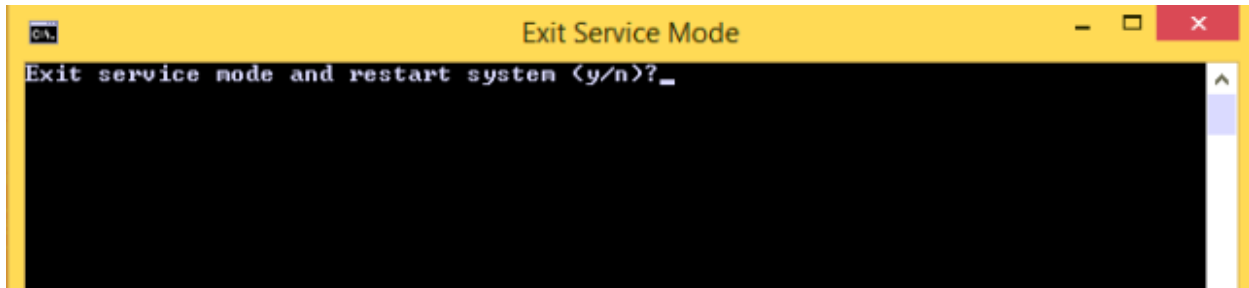 Exit Service Mode
Exit service mode and restart system (y/n)?_